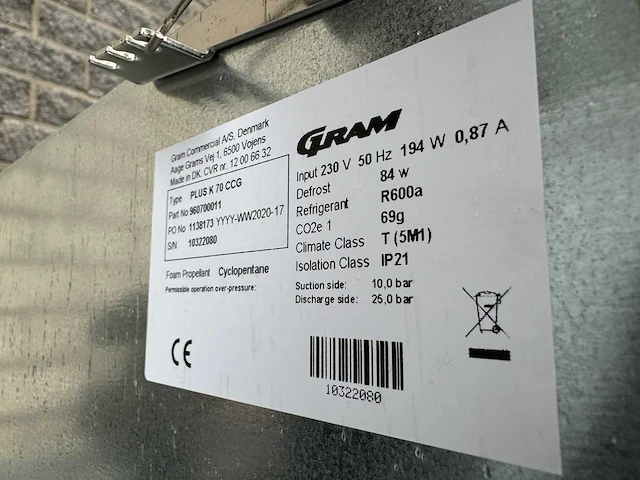 Gram Commercial A/S, Denmark
Aage Grams Vej 1, 6500 Vojens
Made in DK. CVR nr. 12 00 66 32
Type PLUS K 70 CCG
Part No 960700011
PO No 1138173 YYYY-WW2020-17
S/N 10322080
Foam Propellant Cyclopentane
Permissible operation over-pressure:
CE
GRAM
Input 230 V 50 Hz 194 W 0,87 A
Defrost 84 w
Refrigerant R600a
CO2e 1 69g
Climate Class T (5M1)
Isolation Class IP21
Suction side: 10,0 bar
Discharge side: 25,0 bar
10322080